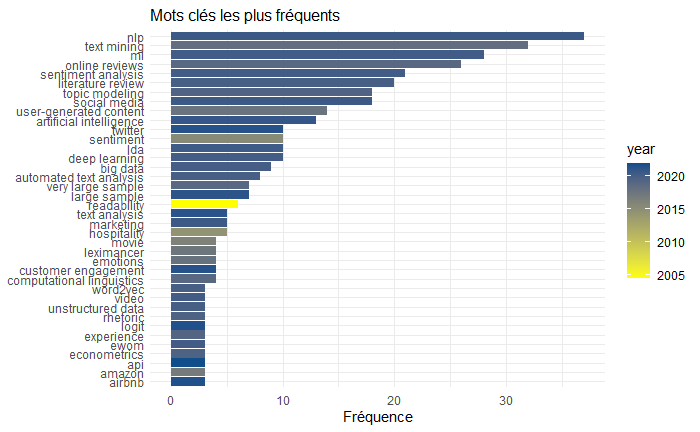 Mots clés les plus fréquents
nlp
text mining
ml
online reviews
sentiment analysis
literature review
topic modeling
social media
user-generated content
artificial intelligence
twitter
sentiment
lda
deep learning
big data
automated text analysis
very large sample
large sample
readability
text analysis
marketing
hospitality
movie
leximancer
emotions
customer engagement
computational linguistics
word2vec
video
unstructured data
rhetoric
logit
experience
ewom
econometrics
api
amazon
airbnb
0 10 20 30
Fréquence
year
2020
2015
2010
2005